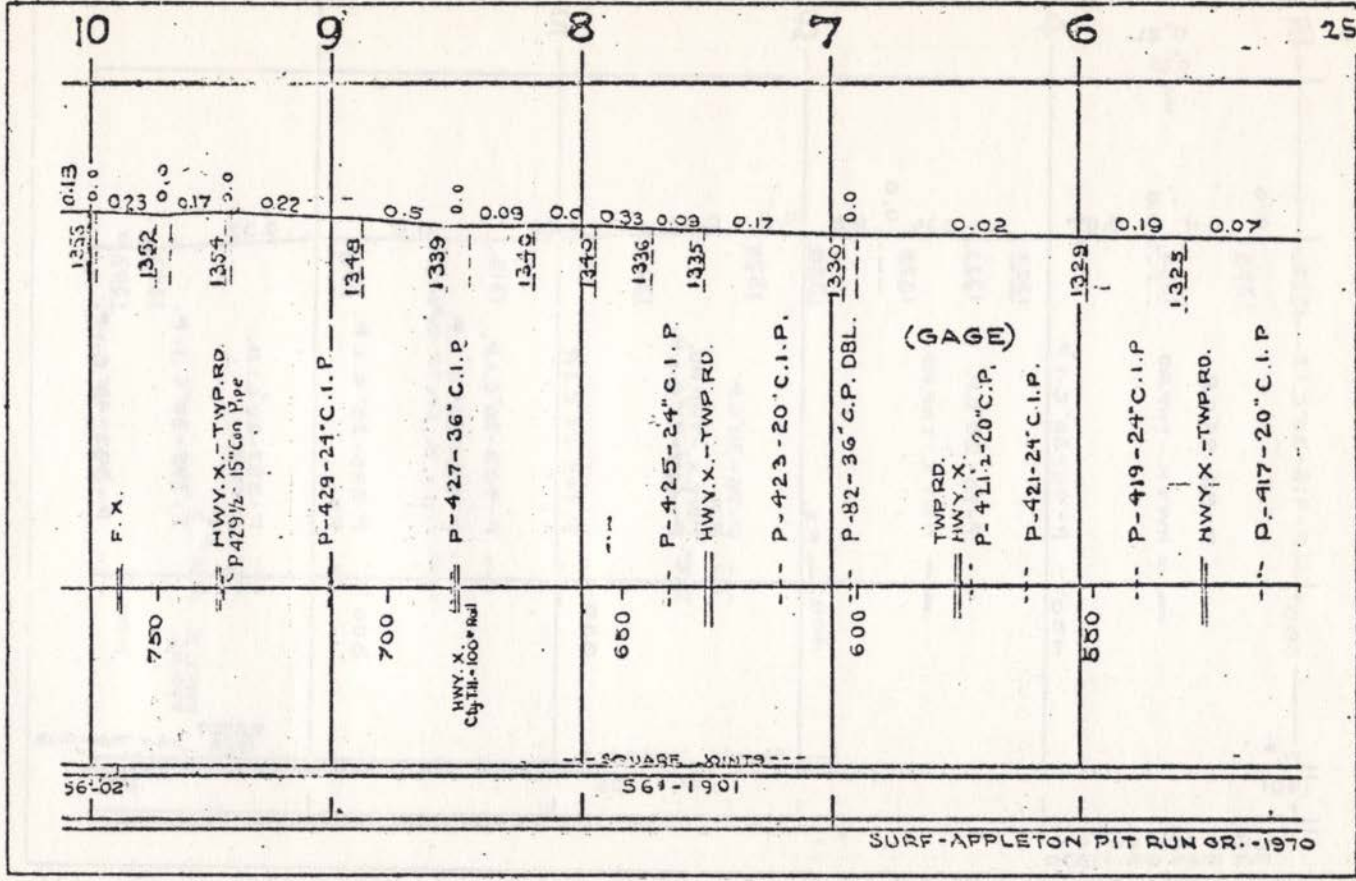 10 9 8 7 6 25
0.13 0.0 0.23 0.0 0.17 0.0 0.22 0.5 0.0 0.09 0.0 0.33 0.09 0.17 0.0 0.02 0.19 0.07
1352
1354
1348
1339
1340
1336
1335
1330
1329
1325
(GAGE)
F. X.
HWY. X. - TWP. RD.
P429½ - 15" Con Pipe
P-429-24" C. I. P.
P-427-36" C. I. P.
P-425-24" C. I. P.
HWY. X. - TWP. RD.
P-423-20" C. I. P.
P-82-36" C. P. DBL.
TWP. RD.
HWY. X.
P-421.2-20" C. P.
P-421-24" C. I. P.
P-419-24" C. I. P
HWY. X. - TWP. RD.
P-417-20" C. I. P
750 700 650 600 550
HWY. X.
Cty. T.H. = 100# Rail
SQUARE JOINTS
56-02
56#-1901
SURF-APPLETON PIT RUN GR.-1970